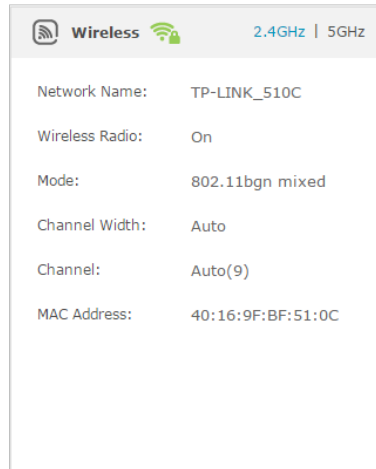 Wireless 2.4GHz | 5GHz
Network Name: TP-LINK_510C
Wireless Radio: On
Mode: 802.11bgn mixed
Channel Width: Auto
Channel: Auto(9)
MAC Address: 40:16:9F:BF:51:0C